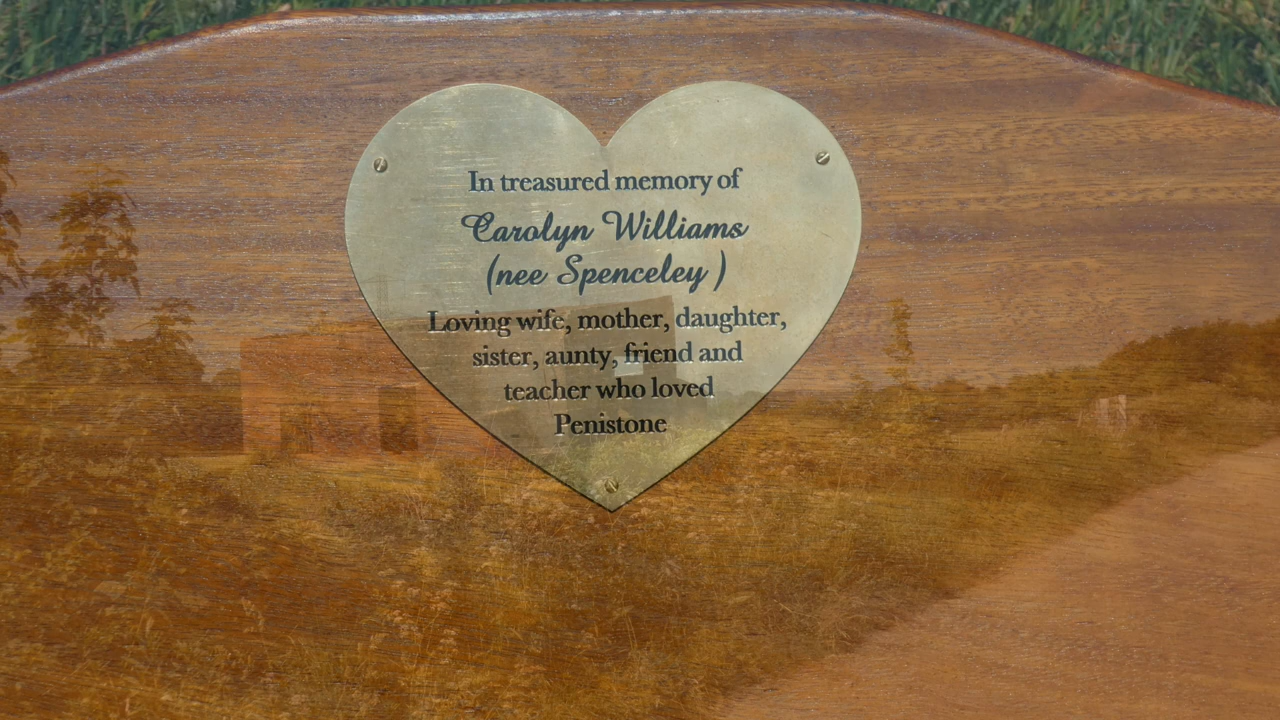 In treasured memory of
Carolyn Williams
(nee Spenceley )
Loving wife, mother, daughter,
sister, aunty, friend and
teacher who loved
Penistone